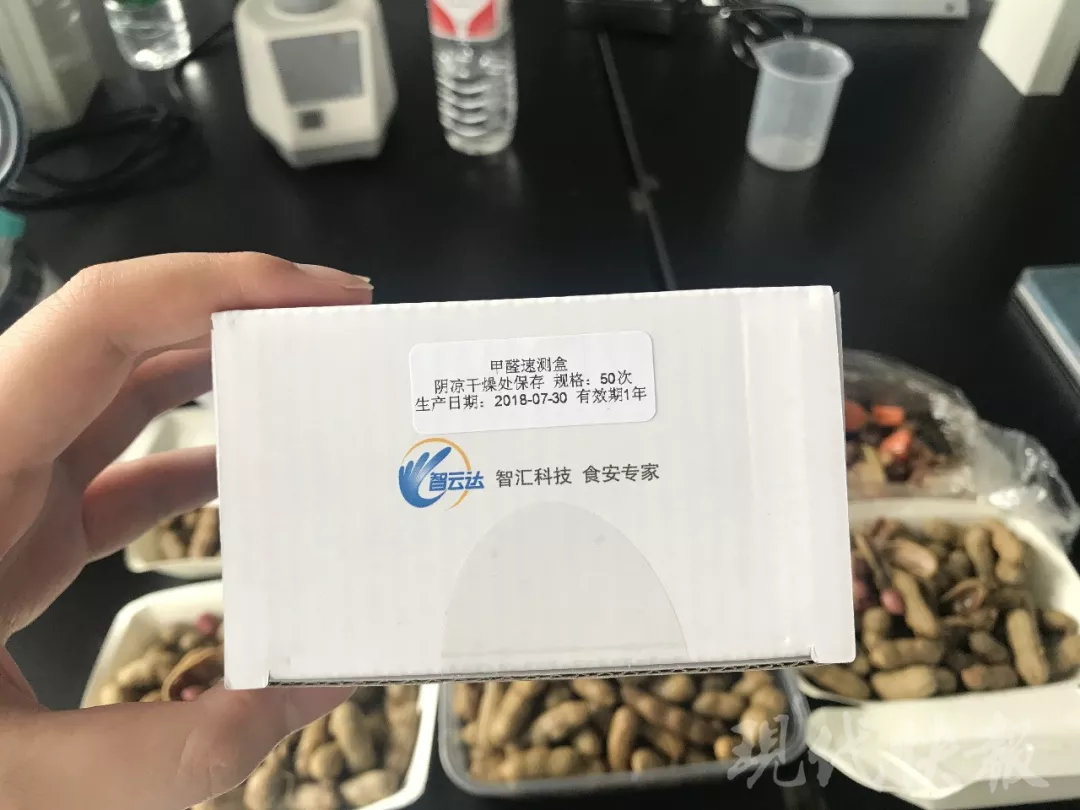 甲醛速测盒
阴凉干燥处保存 规格：50次
生产日期：2018-07-30 有效期1年
智云达 智汇科技 食安专家
现代快报